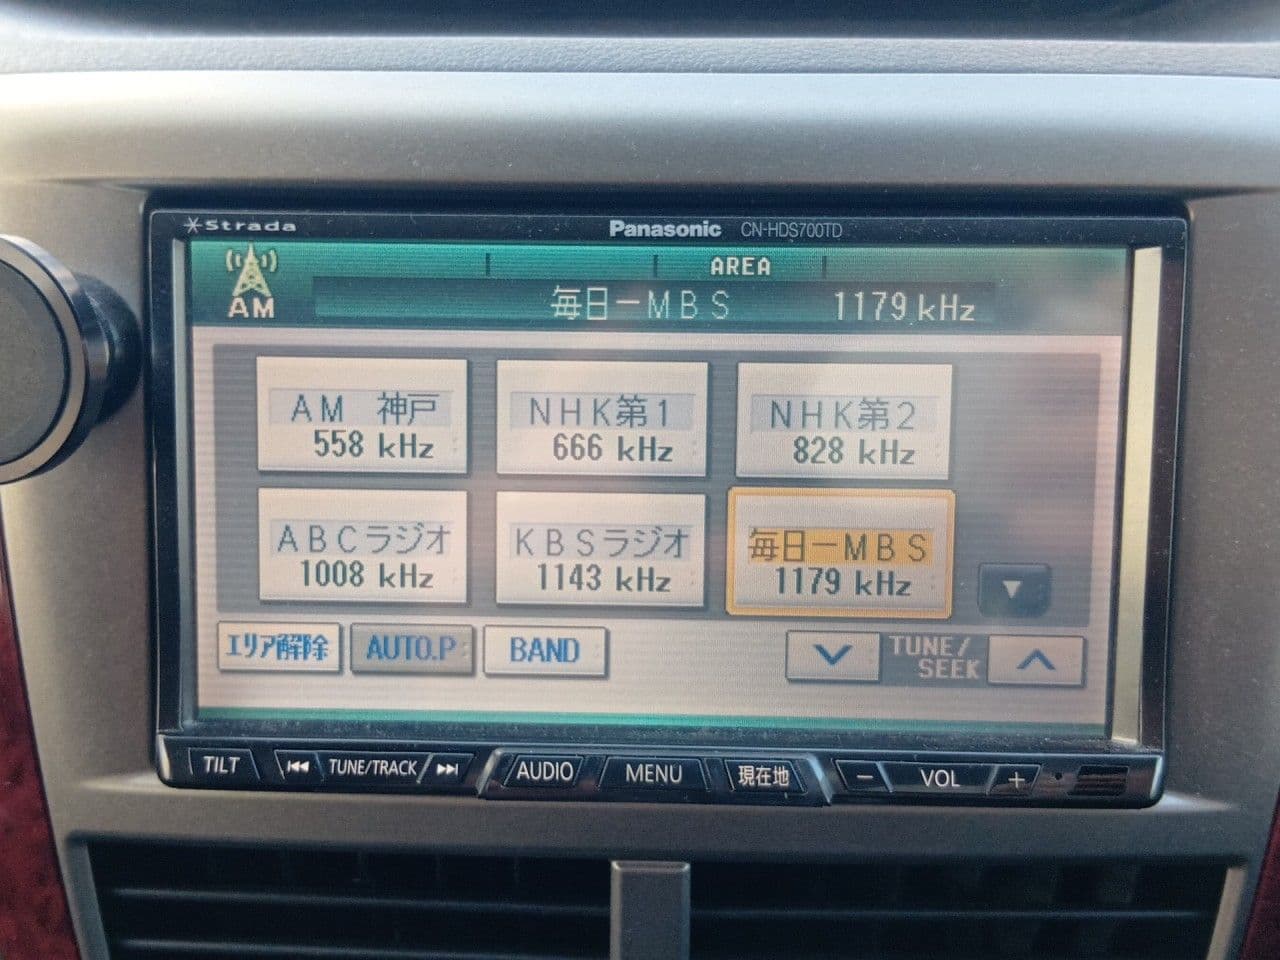 Strada
Panasonic CN-HDS700TD
AM
AREA
毎日ーMBS 1179 kHz
AM 神戸
558 kHz
NHK第1
666 kHz
NHK第2
828 kHz
ABCラジオ
1008 kHz
KBSラジオ
1143 kHz
毎日ーMBS
1179 kHz
エリア解除
AUTO.P
BAND
TUNE/
SEEK
TILT
TUNE/TRACK
AUDIO
MENU
現在地
− VOL +